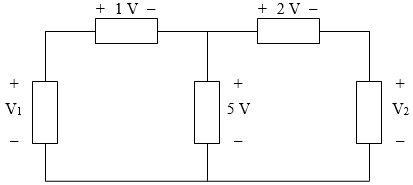 + 1 V –
+ 2 V –
+ + +
V1 5 V V2
– – –